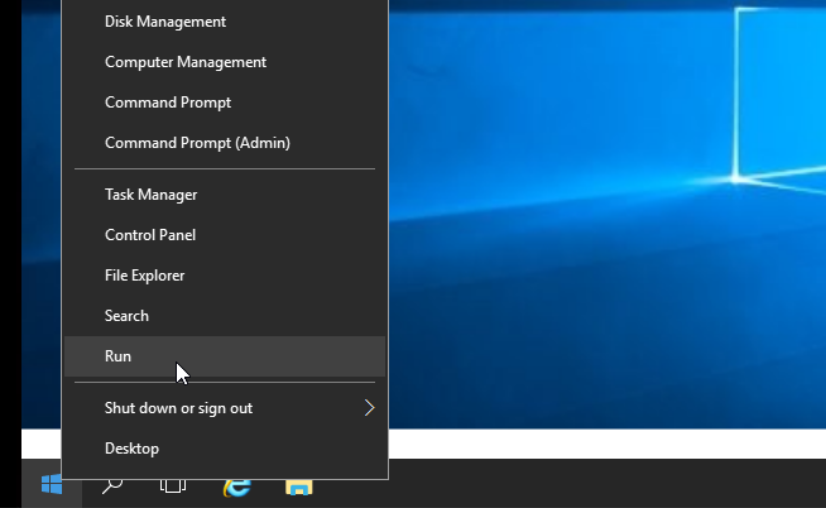 Disk Management
Computer Management
Command Prompt
Command Prompt (Admin)
Task Manager
Control Panel
File Explorer
Search
Run
Shut down or sign out
Desktop